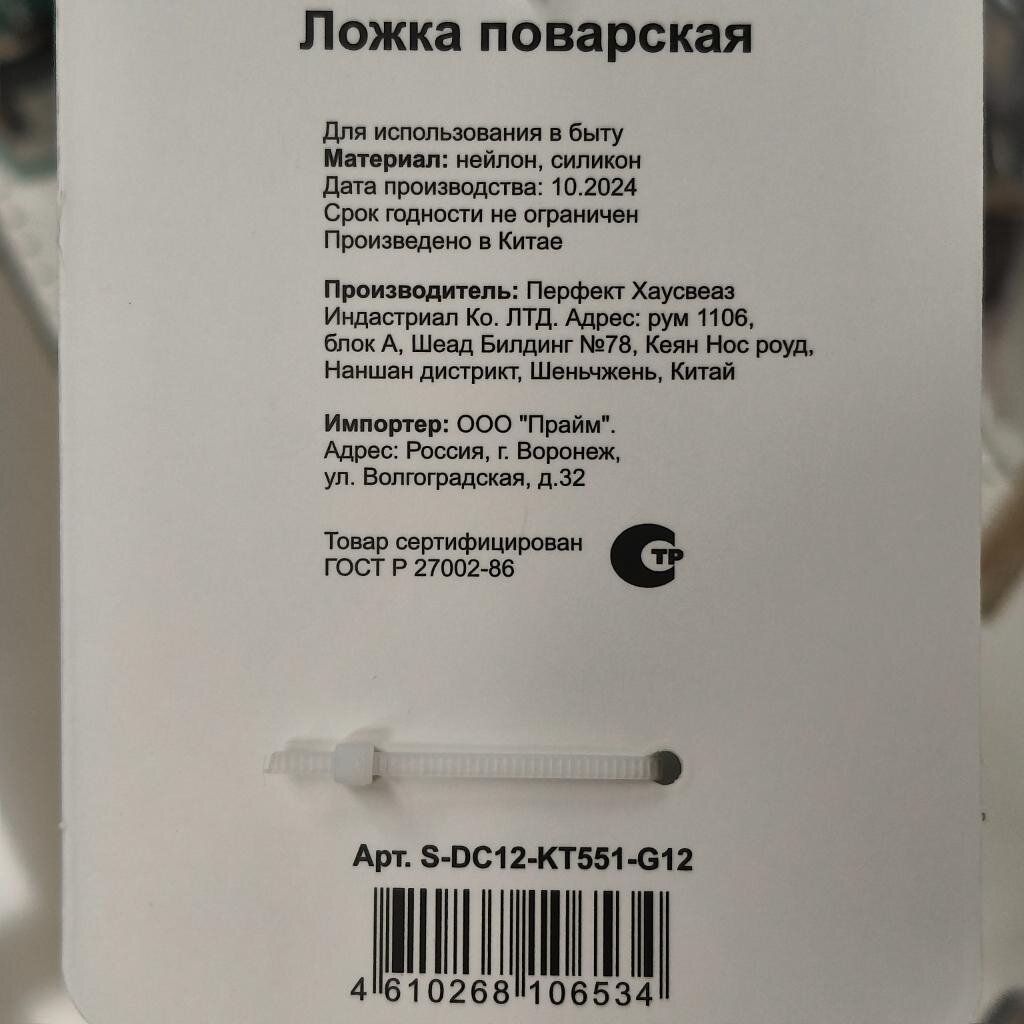 Ложка поварская
Для использования в быту
Материал: нейлон, силикон
Дата производства: 10.2024
Срок годности не ограничен
Произведено в Китае
Производитель: Перфект Хаусвеаз
Индастриал Ко. ЛТД. Адрес: рум 1106,
блок А, Шеад Билдинг №78, Кеян Нос роуд,
Наншан дистрикт, Шеньчжень, Китай
Импортер: ООО "Прайм".
Адрес: Россия, г. Воронеж,
ул. Волгоградская, д.32
Товар сертифицирован
ГОСТ Р 27002-86
СТР
Арт. S-DC12-KT551-G12
4 610268 106534